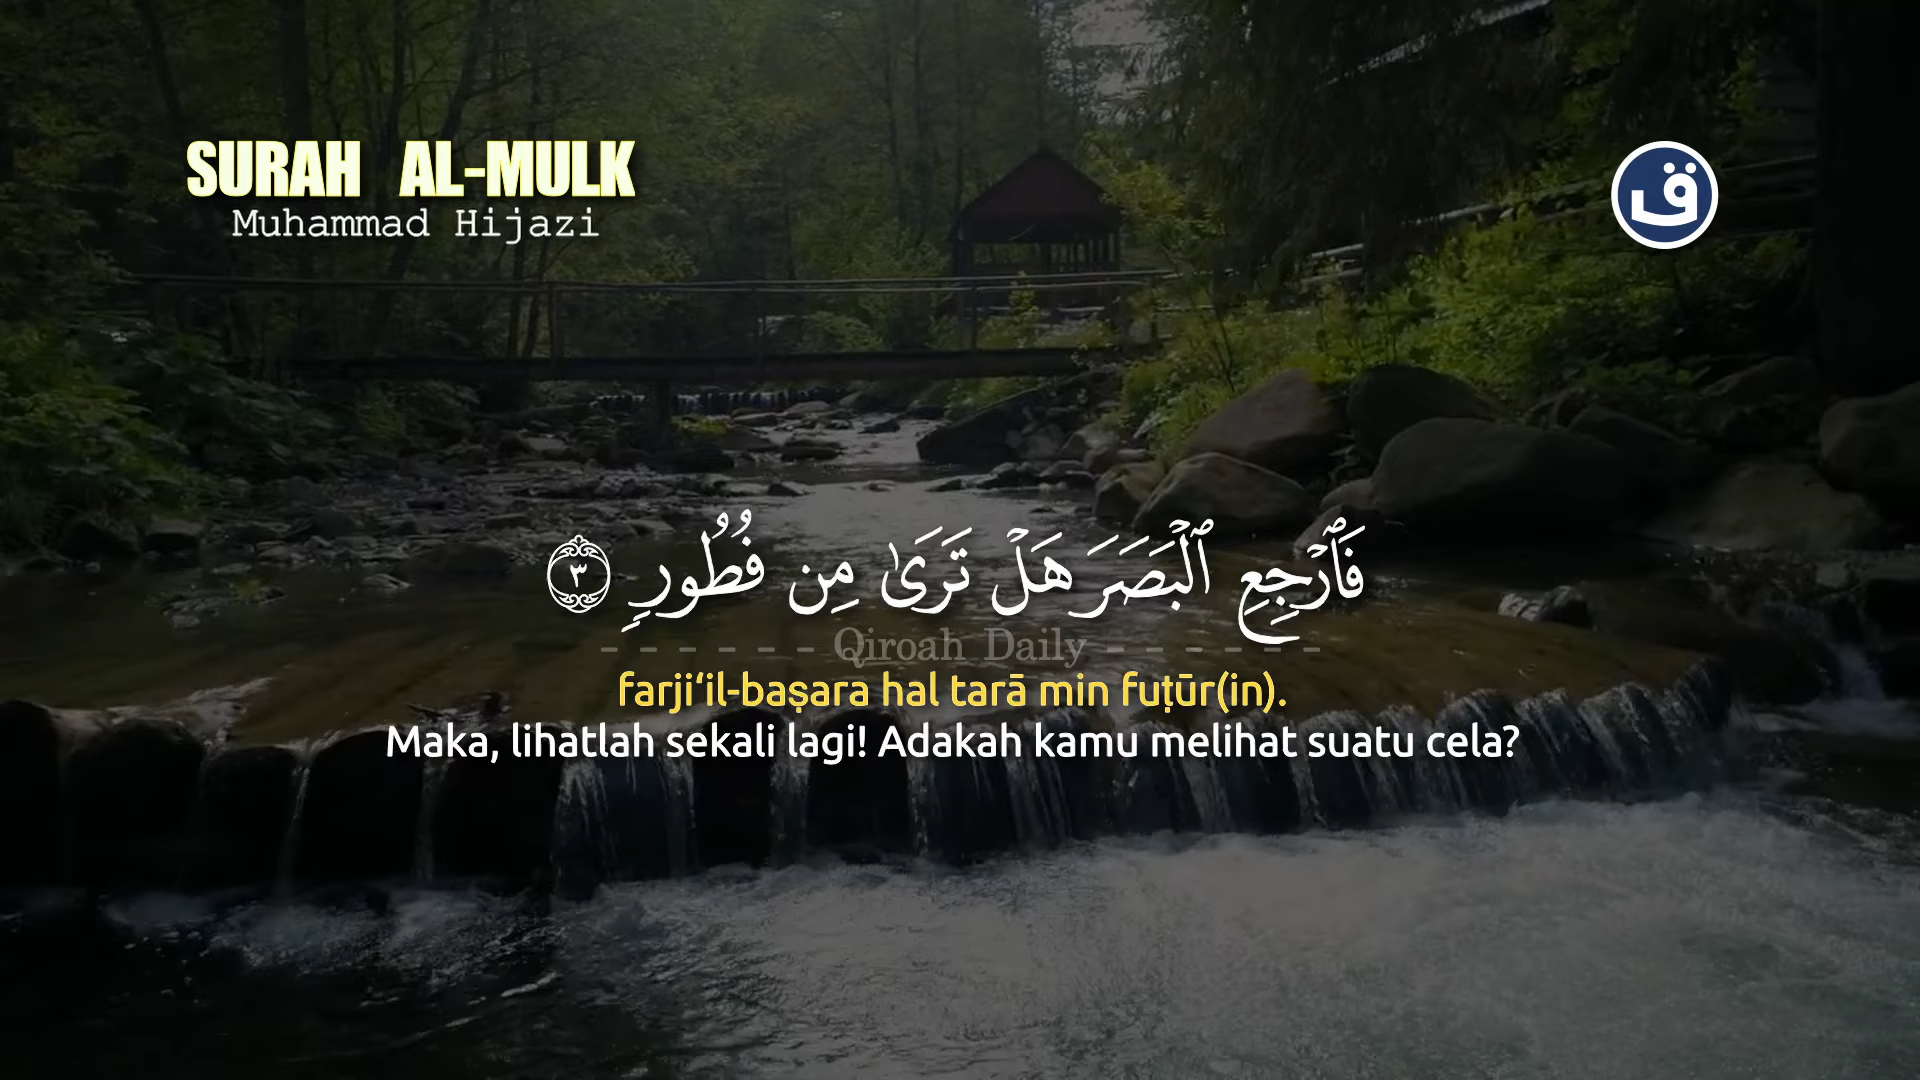 SURAH AL-MULK
Muhammad Hijazi
ق
فَٱرْجِعِ ٱلْبَصَرَ هَلْ تَرَىٰ مِن فُطُورٍۢ ٣
- - - - - - - Qiroah Daily - - - - - - -
farji‘il-baṣara hal tarā min fuṭūr(in).
Maka, lihatlah sekali lagi! Adakah kamu melihat suatu cela?